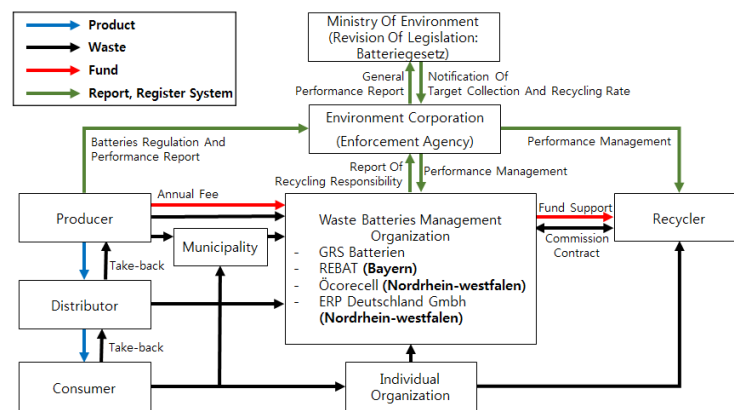 Product
Waste
Fund
Report, Register System
Ministry Of Environment
(Revision Of Legislation:
Batteriegesetz)
General
Performance Report
Notification Of
Target Collection And Recycling Rate
Environment Corporation
(Enforcement Agency)
Batteries Regulation And
Performance Report
Performance Management
Report Of
Recycling Responsibility
Performance Management
Annual Fee
Producer
Municipality
Waste Batteries Management
Organization
- GRS Batterien
- REBAT (Bayern)
- Öcorecell (Nordrhein-westfalen)
- ERP Deutschland Gmbh
(Nordrhein-westfalen)
Fund Support
Commission
Contract
Recycler
Take-back
Distributor
Take-back
Consumer
Individual
Organization